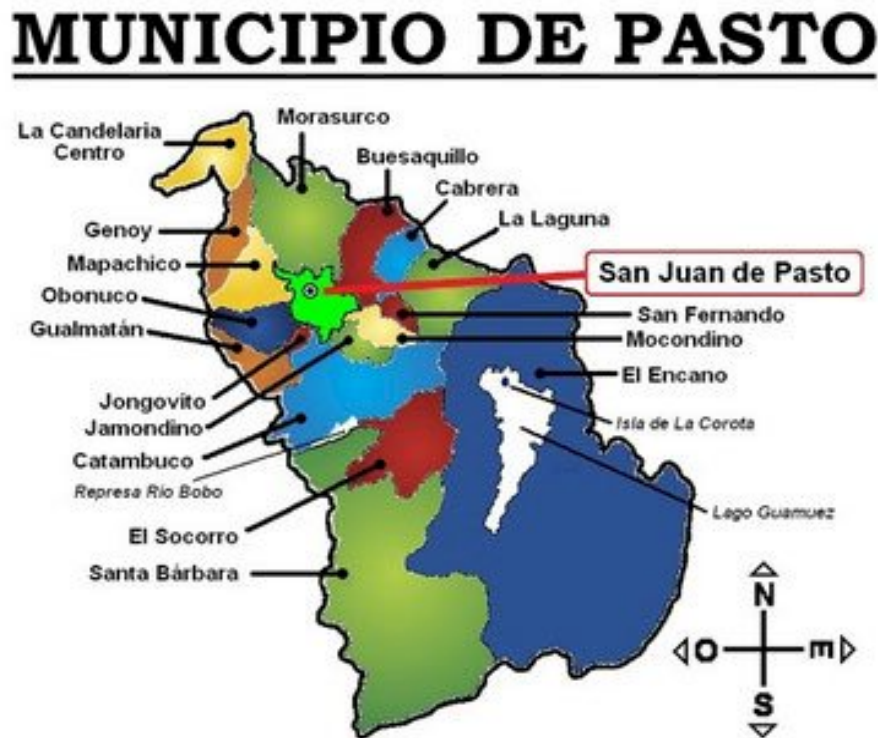 MUNICIPIO DE PASTO
La Candelaria
Centro
Morasurco
Buesaquillo
Cabrera
La Laguna
Genoy
Mapachico
Obonuco
Gualmatán
San Juan de Pasto
San Fernando
Mocondino
El Encano
Jongovito
Jamondino
Catambuco
Represa Rio Bobo
Isla de La Corota
Lago Guamuez
El Socorro
Santa Bárbara
N
O
E
S